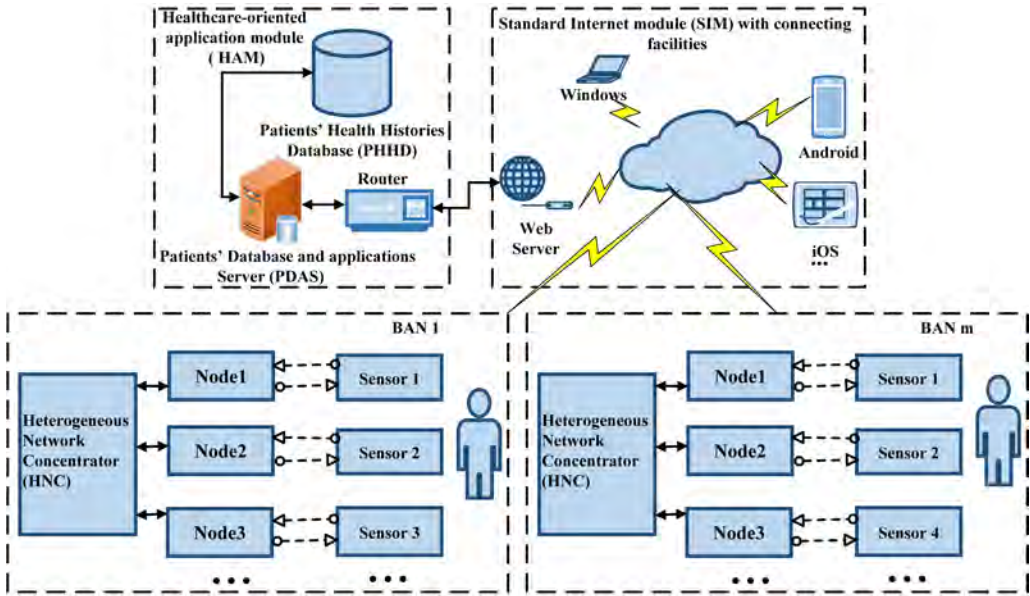 Healthcare-oriented
application module
( HAM)
Patients' Health Histories
Database (PHHD)
Router
Patients' Database and applications
Server (PDAS)
Standard Internet module (SIM) with connecting
facilities
Windows
Android
Web
Server
iOS
...
BAN 1
Heterogeneous
Network
Concentrator
(HNC)
Node1
Sensor 1
Node2
Sensor 2
Node3
Sensor 3
...
...
BAN m
Heterogeneous
Network
Concentrator
(HNC)
Node1
Sensor 1
Node2
Sensor 2
Node3
Sensor 4
...
...